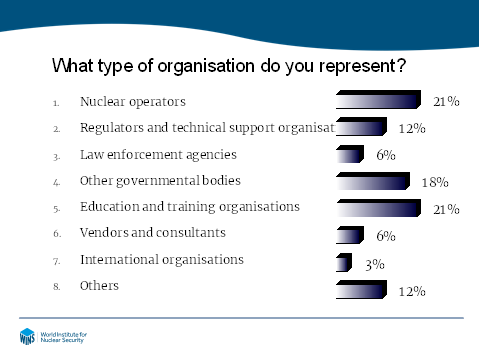 What type of organisation do you represent?
1. Nuclear operators 21%
2. Regulators and technical support organisat 12%
3. Law enforcement agencies 6%
4. Other governmental bodies 18%
5. Education and training organisations 21%
6. Vendors and consultants 6%
7. International organisations 3%
8. Others 12%
WINS
World Institute for
Nuclear Security